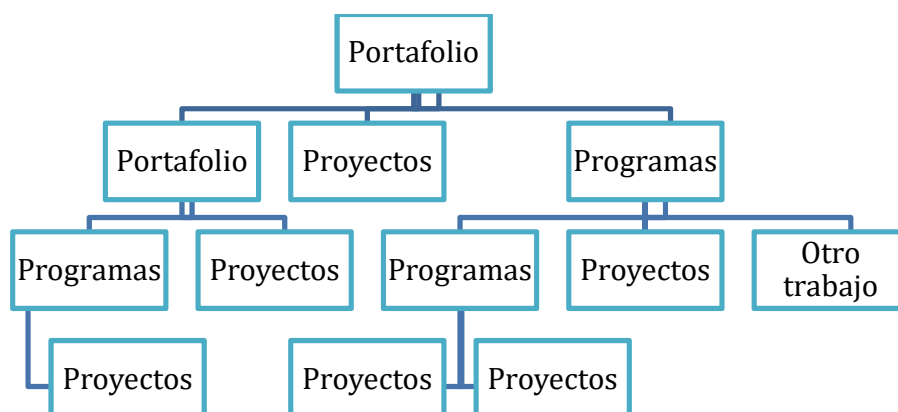 Portafolio
Portafolio
Proyectos
Programas
Programas
Proyectos
Programas
Proyectos
Otro
trabajo
Proyectos
Proyectos
Proyectos